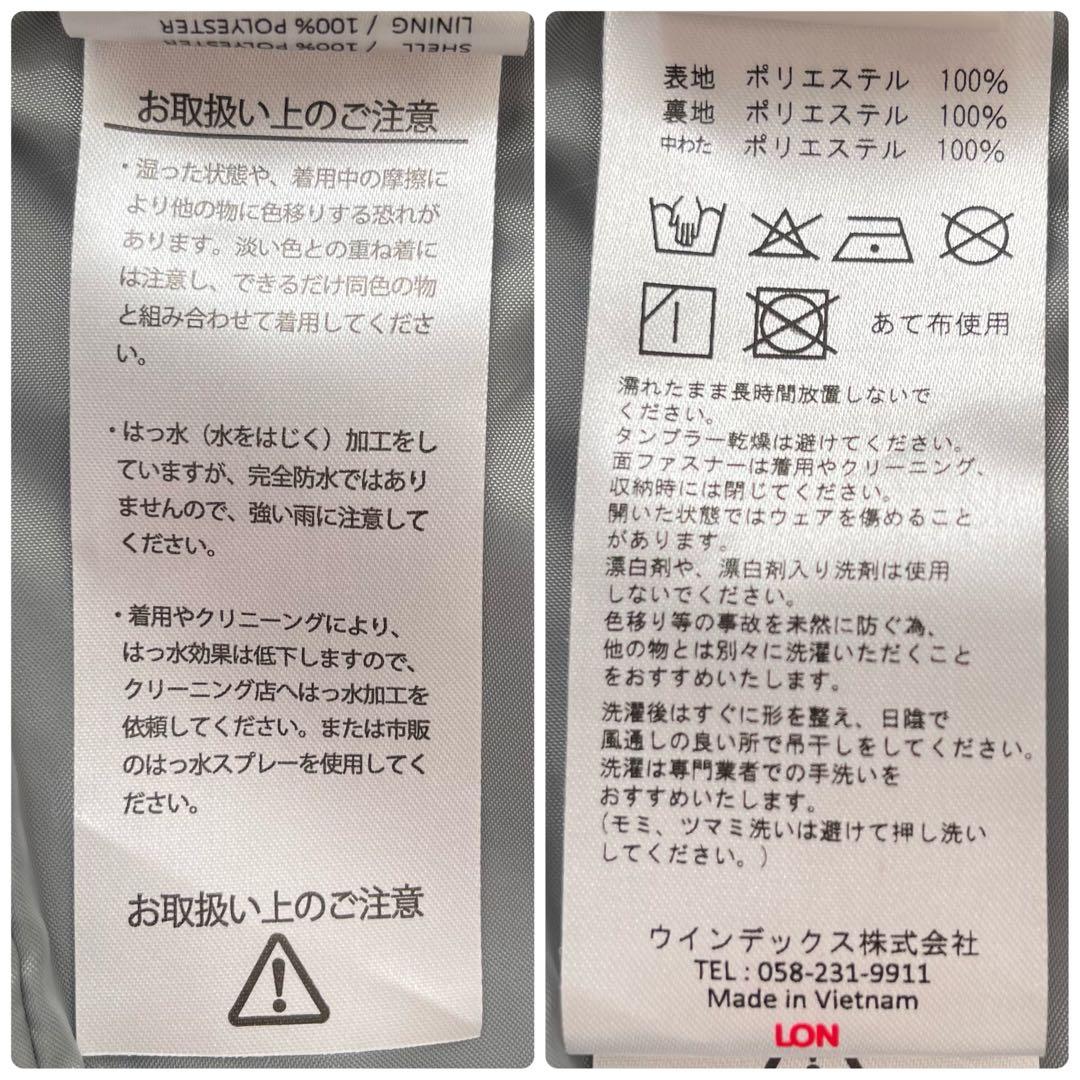 LINING / 100% POLYESTER
SHELL / 100% POLYESTER
お取扱い上のご注意
・湿った状態や、着用中の摩擦に
より他の物に色移りする恐れが
あります。淡い色との重ね着に
は注意し、できるだけ同色の物
と組み合わせて着用してくださ
い。
・はっ水（水をはじく）加工をし
ていますが、完全防水ではあり
ませんので、強い雨に注意して
ください。
・着用やクリニーングにより、
はっ水効果は低下しますので、
クリーニング店へはっ水加工を
依頼してください。または市販
のはっ水スプレーを使用してく
ださい。
お取扱い上のご注意
表地 ポリエステル 100%
裏地 ポリエステル 100%
中わた ポリエステル 100%
あて布使用
濡れたまま長時間放置しないで
ください。
タンブラー乾燥は避けてください。
面ファスナーは着用やクリーニング、
収納時には閉じてください。
開いた状態ではウェアを傷めること
があります。
漂白剤や、漂白剤入り洗剤は使用
しないでください。
色移り等の事故を未然に防ぐ為、
他の物とは別々に洗濯いただくこと
をおすすめいたします。
洗濯後はすぐに形を整え、日陰で
風通しの良い所で吊干しをしてください。
洗濯は専門業者での手洗いを
おすすめいたします。
(モミ、ツマミ洗いは避けて押し洗い
してください。)
ウインデックス株式会社
TEL : 058-231-9911
Made in Vietnam
LON